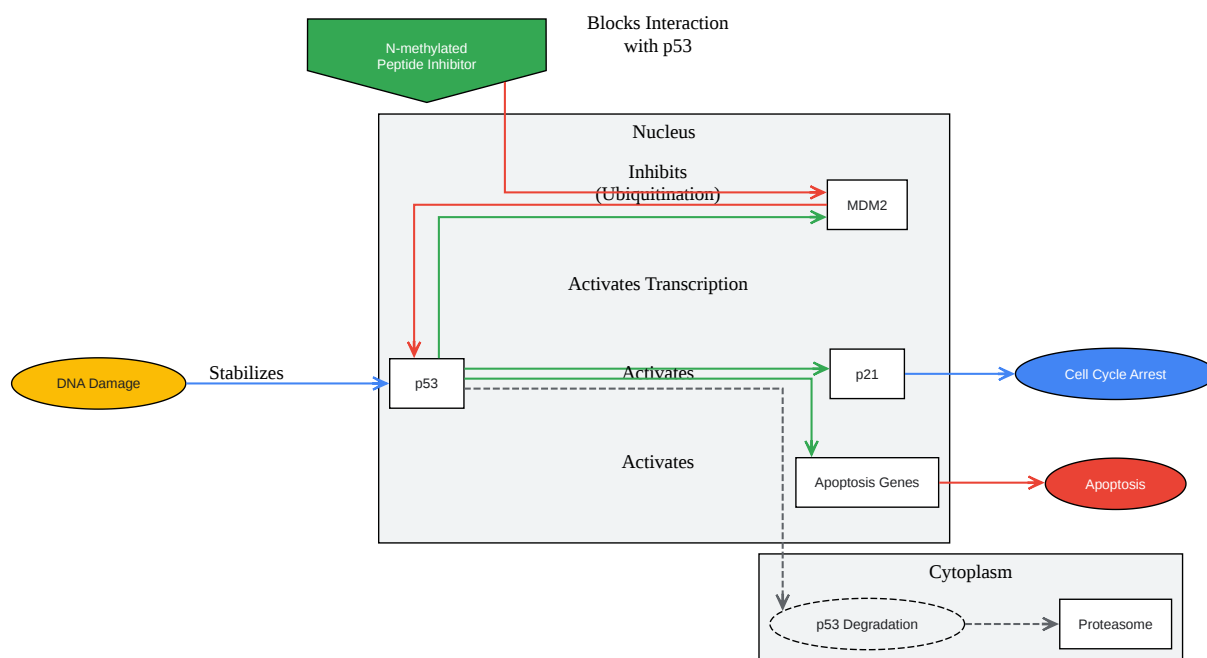 Blocks Interaction
with p53
N-methylated
Peptide Inhibitor
Nucleus
Inhibits
(Ubiquitination)
MDM2
Activates Transcription
DNA Damage
Stabilizes
p53
Activates
p21
Cell Cycle Arrest
Activates
Apoptosis Genes
Apoptosis
Cytoplasm
p53 Degradation
Proteasome